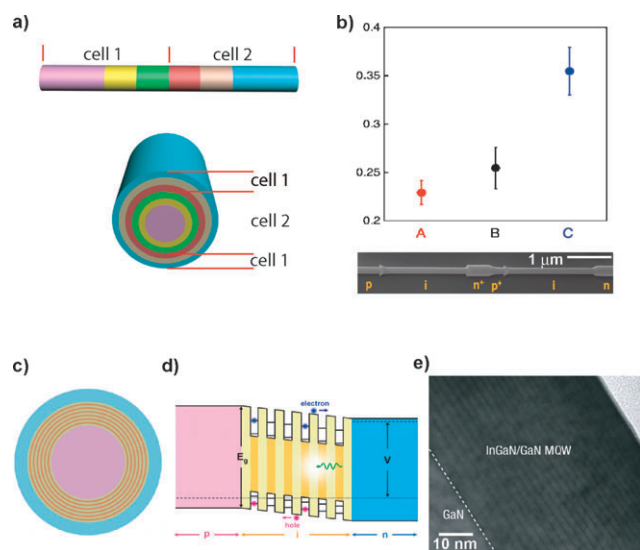 a)
cell 1
cell 2
cell 1
cell 2
cell 1
b)
0.4
0.35
0.3
0.25
0.2
A
B
C
1 μm
p
i
n⁺
p⁺
i
n
c)
d)
electron
E_g
V
hole
p
i
n
e)
InGaN/GaN MQW
GaN
10 nm